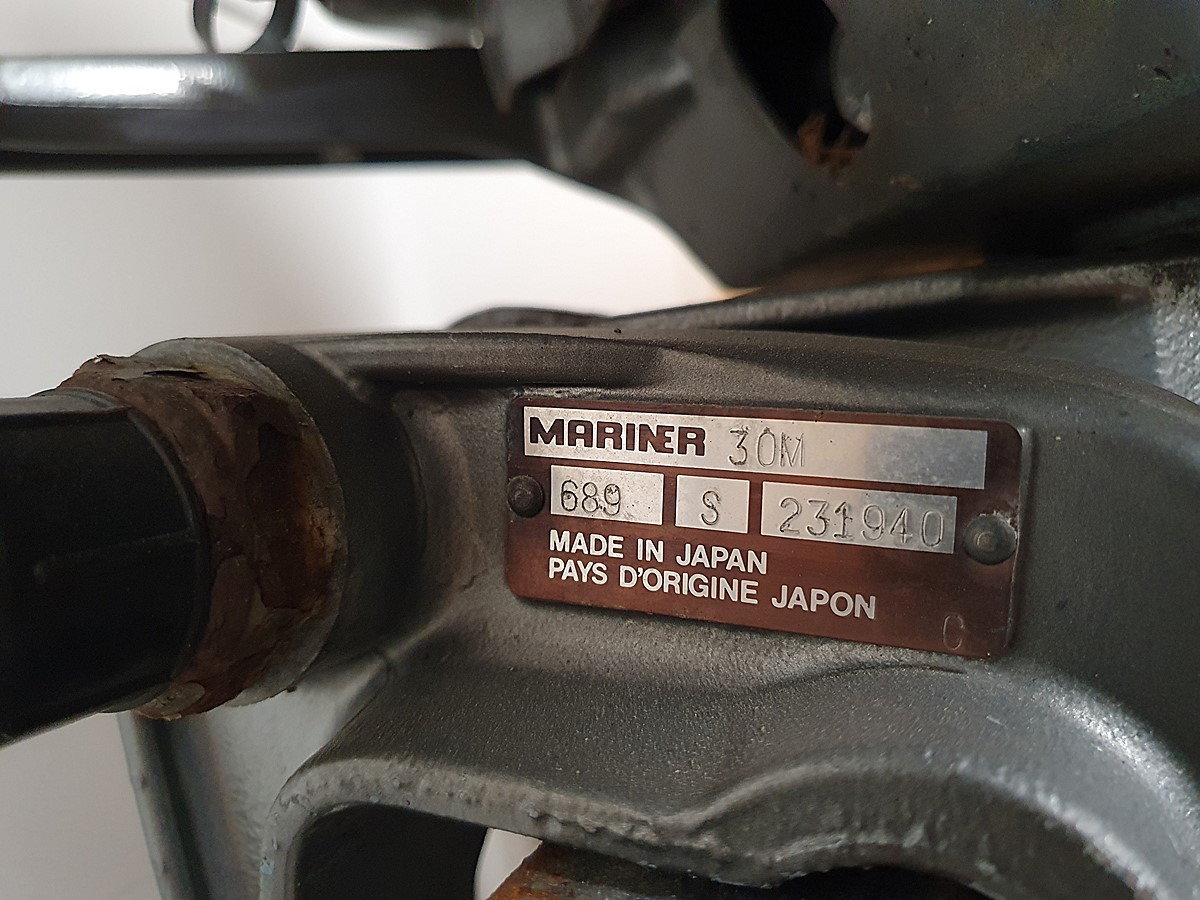 MARINER 30M
689 S 231940
MADE IN JAPAN
PAYS D'ORIGINE JAPON
C